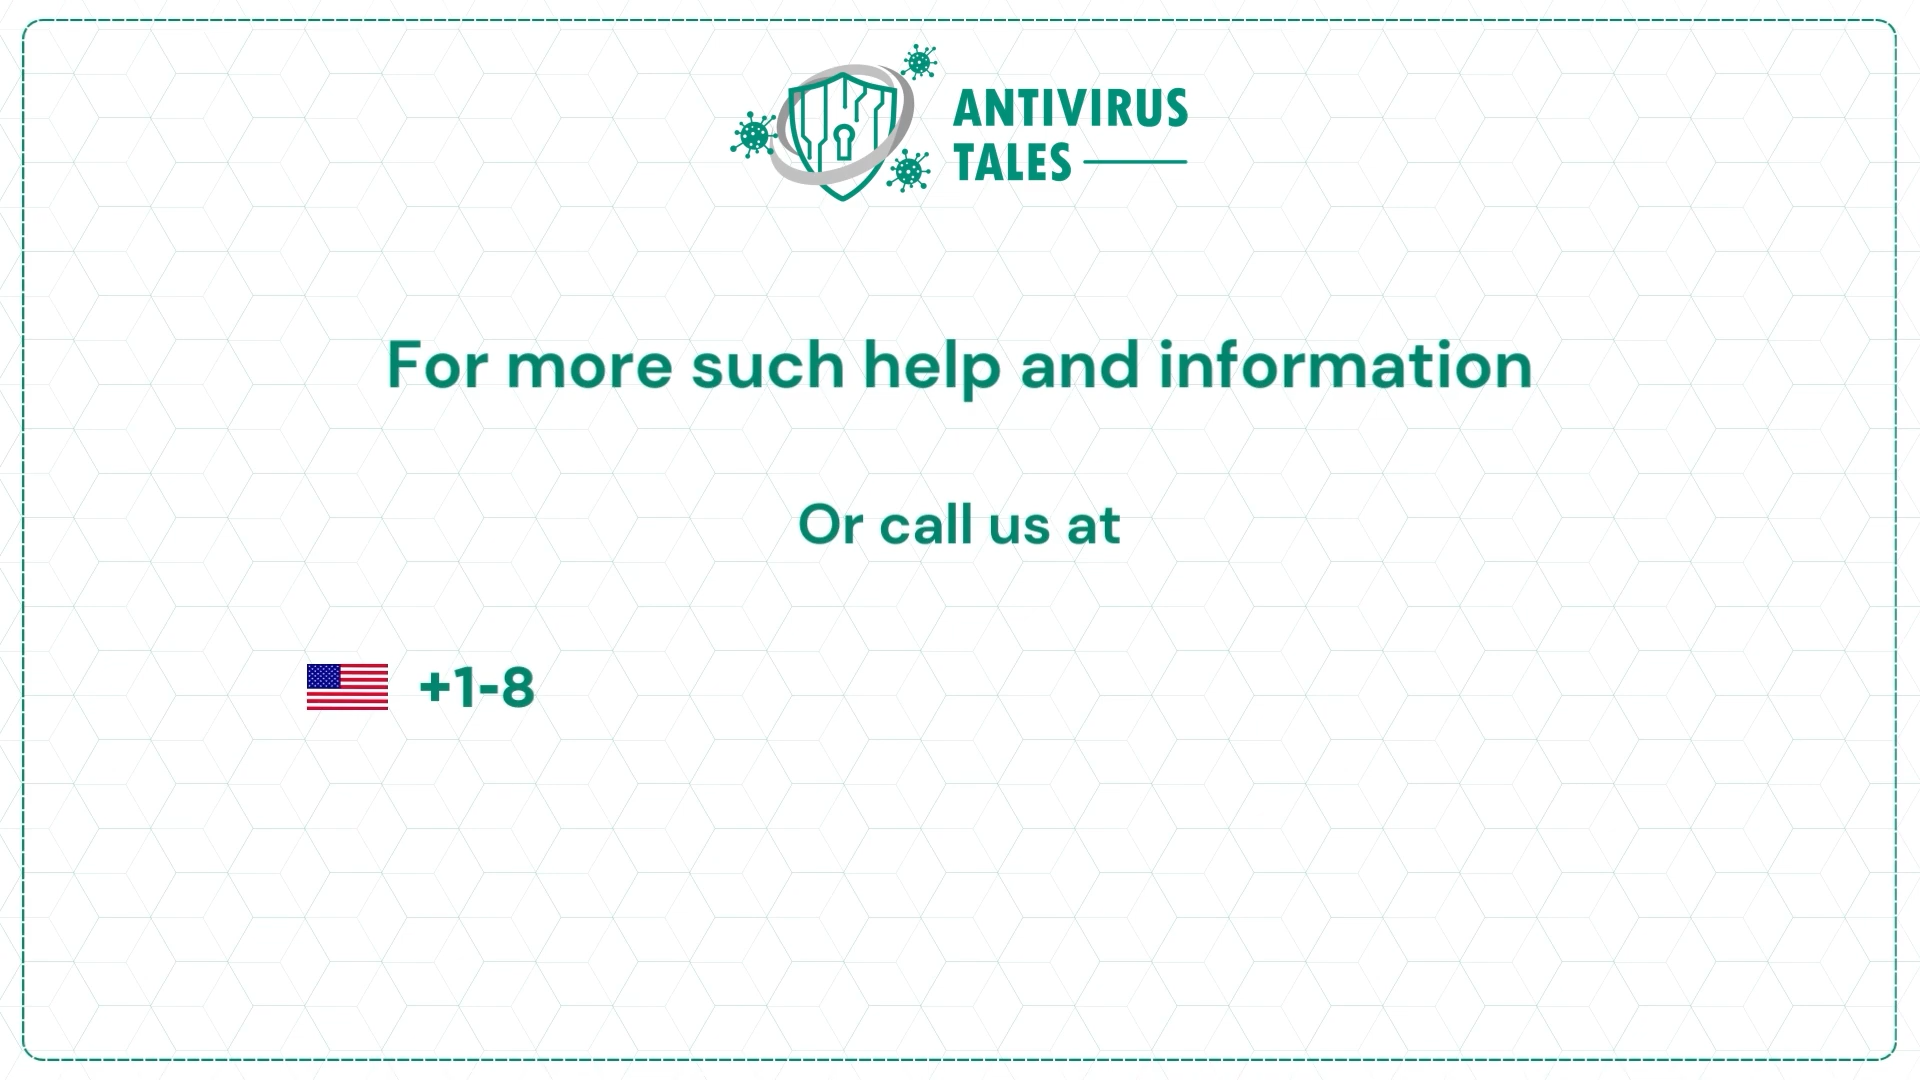 ANTIVIRUS
TALES
For more such help and information
Or call us at
+1-8